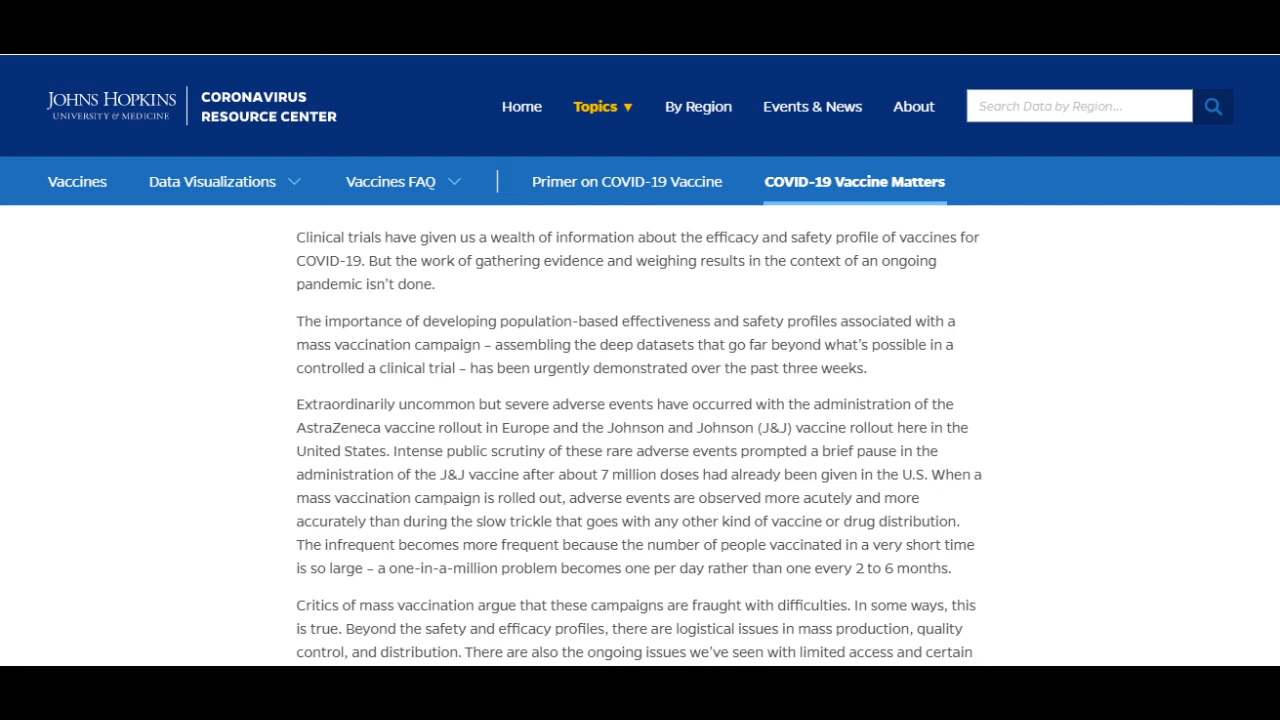 JOHNS HOPKINS
UNIVERSITY & MEDICINE
CORONAVIRUS
RESOURCE CENTER
Home
Topics ▼
By Region
Events & News
About
Search Data by Region...
Vaccines
Data Visualizations
Vaccines FAQ
Primer on COVID-19 Vaccine
COVID-19 Vaccine Matters
Clinical trials have given us a wealth of information about the efficacy and safety profile of vaccines for
COVID-19. But the work of gathering evidence and weighing results in the context of an ongoing
pandemic isn't done.
The importance of developing population-based effectiveness and safety profiles associated with a
mass vaccination campaign – assembling the deep datasets that go far beyond what's possible in a
controlled a clinical trial – has been urgently demonstrated over the past three weeks.
Extraordinarily uncommon but severe adverse events have occurred with the administration of the
AstraZeneca vaccine rollout in Europe and the Johnson and Johnson (J&J) vaccine rollout here in the
United States. Intense public scrutiny of these rare adverse events prompted a brief pause in the
administration of the J&J vaccine after about 7 million doses had already been given in the U.S. When a
mass vaccination campaign is rolled out, adverse events are observed more acutely and more
accurately than during the slow trickle that goes with any other kind of vaccine or drug distribution.
The infrequent becomes more frequent because the number of people vaccinated in a very short time
is so large – a one-in-a-million problem becomes one per day rather than one every 2 to 6 months.
Critics of mass vaccination argue that these campaigns are fraught with difficulties. In some ways, this
is true. Beyond the safety and efficacy profiles, there are logistical issues in mass production, quality
control, and distribution. There are also the ongoing issues we've seen with limited access and certain